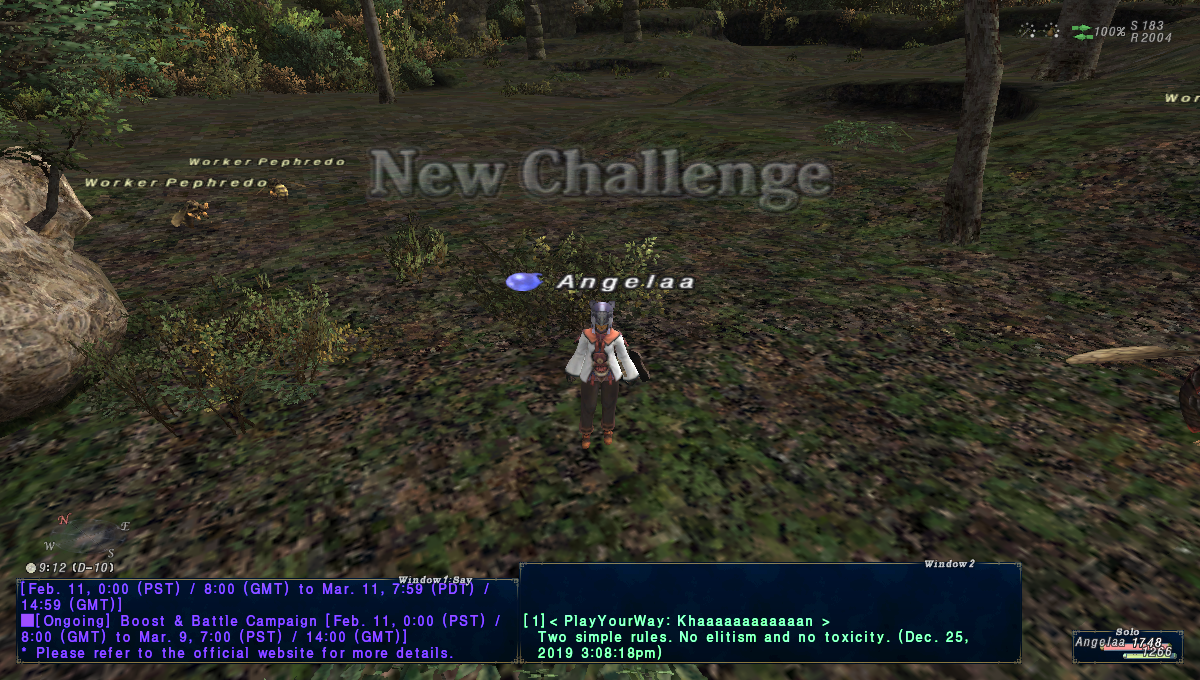 100% S 183
R 2004
Wor
Worker Pephredo
Worker Pephredo
New Challenge
Angelaa
N
E
W
S
9:12 (D-10)
Window1:Say
[Feb. 11, 0:00 (PST) / 8:00 (GMT) to Mar. 11, 7:59 (PDT) /
14:59 (GMT)]
[Ongoing] Boost & Battle Campaign [Feb. 11, 0:00 (PST) /
8:00 (GMT) to Mar. 9, 7:00 (PST) / 14:00 (GMT)]
* Please refer to the official website for more details.
Window2
[1]< PlayYourWay: Khaaaaaaaaaaaan >
Two simple rules. No elitism and no toxicity. (Dec. 25,
2019 3:08:18pm)
Solo
Angelaa 1748
1266